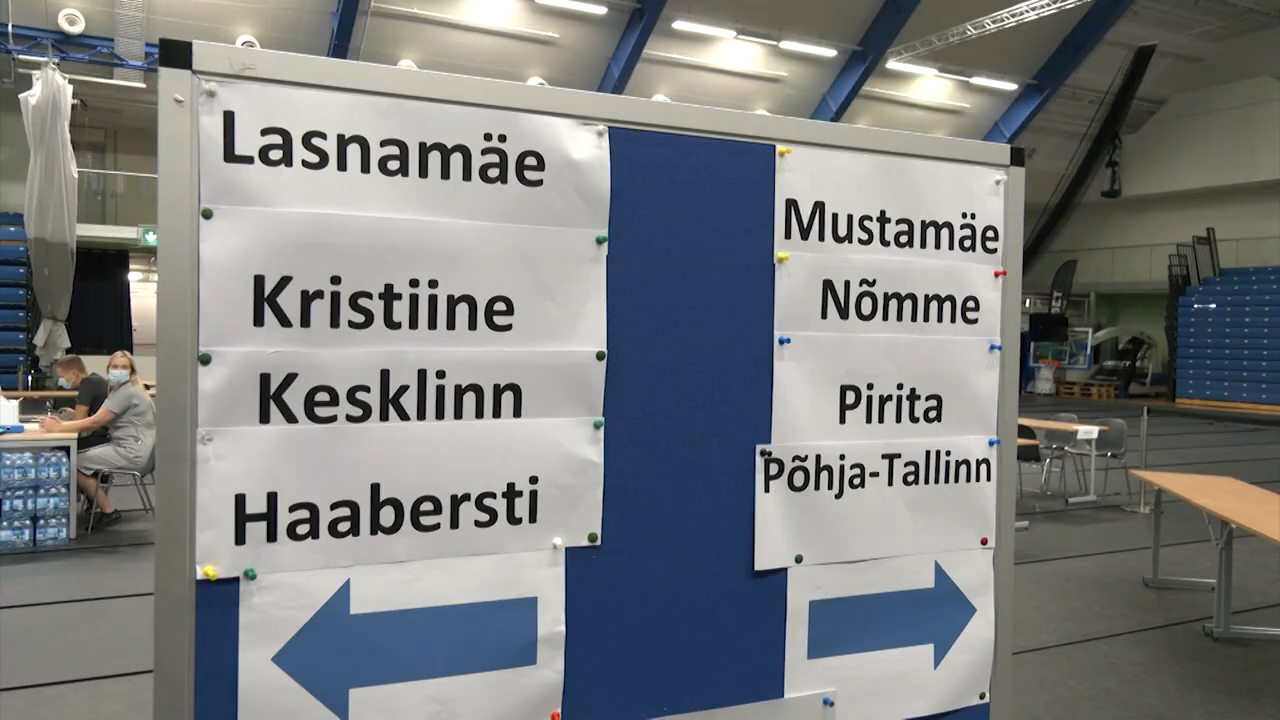 Lasnamäe
Kristiine
Kesklinn
Haabersti
Mustamäe
Nõmme
Pirita
Põhja-Tallinn